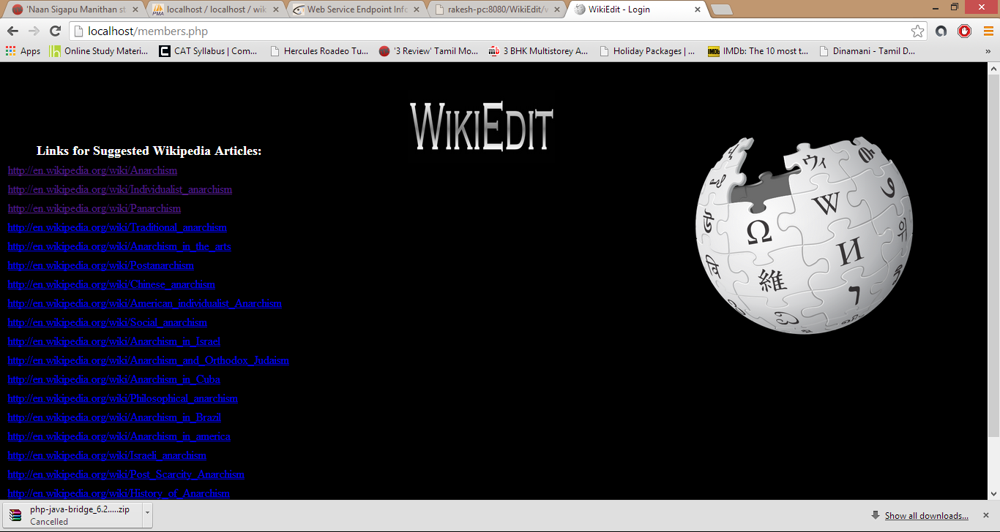 'Naan Sigapu Manithan st
localhost / localhost / wik
Web Service Endpoint Info
rakesh-pc:8080/WikiEdit/w
WikiEdit - Login
localhost/members.php
Apps
Online Study Materi...
CAT Syllabus | Com...
Hercules Roadeo Tu...
'3 Review' Tamil Mo...
3 BHK Multistorey A...
Holiday Packages | ...
IMDb: The 10 most t...
Dinamani - Tamil D...
»
WIKIEDIT
Links for Suggested Wikipedia Articles:
http://en.wikipedia.org/wiki/Anarchism
http://en.wikipedia.org/wiki/Individualist_anarchism
http://en.wikipedia.org/wiki/Panarchism
http://en.wikipedia.org/wiki/Traditional_anarchism
http://en.wikipedia.org/wiki/Anarchism_in_the_arts
http://en.wikipedia.org/wiki/Postanarchism
http://en.wikipedia.org/wiki/Chinese_anarchism
http://en.wikipedia.org/wiki/American_individualist_Anarchism
http://en.wikipedia.org/wiki/Social_anarchism
http://en.wikipedia.org/wiki/Anarchism_in_Israel
http://en.wikipedia.org/wiki/Anarchism_and_Orthodox_Judaism
http://en.wikipedia.org/wiki/Anarchism_in_Cuba
http://en.wikipedia.org/wiki/Philosophical_anarchism
http://en.wikipedia.org/wiki/Anarchism_in_Brazil
http://en.wikipedia.org/wiki/Anarchism_in_america
http://en.wikipedia.org/wiki/Israeli_anarchism
http://en.wikipedia.org/wiki/Post_Scarcity_Anarchism
http://en.wikipedia.org/wiki/History_of_Anarchism
ウィ
W
Ω
И
維
php-java-bridge_6.2.....zip
Cancelled
Show all downloads...